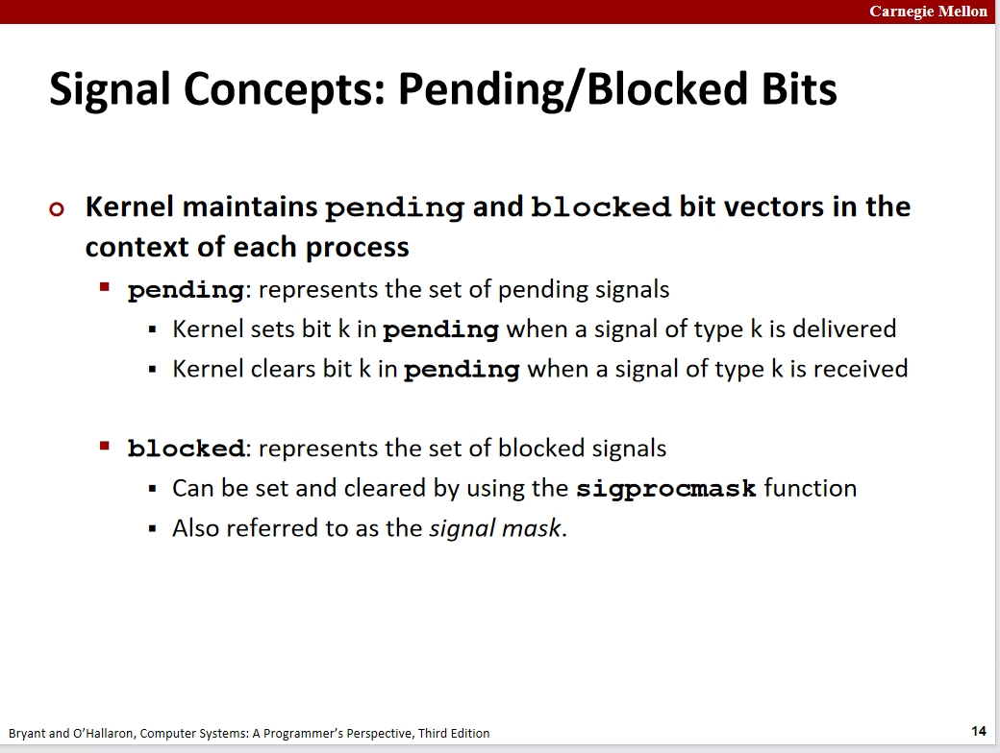 Carnegie Mellon
Signal Concepts: Pending/Blocked Bits
Kernel maintains pending and blocked bit vectors in the
context of each process
pending: represents the set of pending signals
Kernel sets bit k in pending when a signal of type k is delivered
Kernel clears bit k in pending when a signal of type k is received
blocked: represents the set of blocked signals
Can be set and cleared by using the sigprocmask function
Also referred to as the signal mask.
Bryant and O’Hallaron, Computer Systems: A Programmer’s Perspective, Third Edition
14